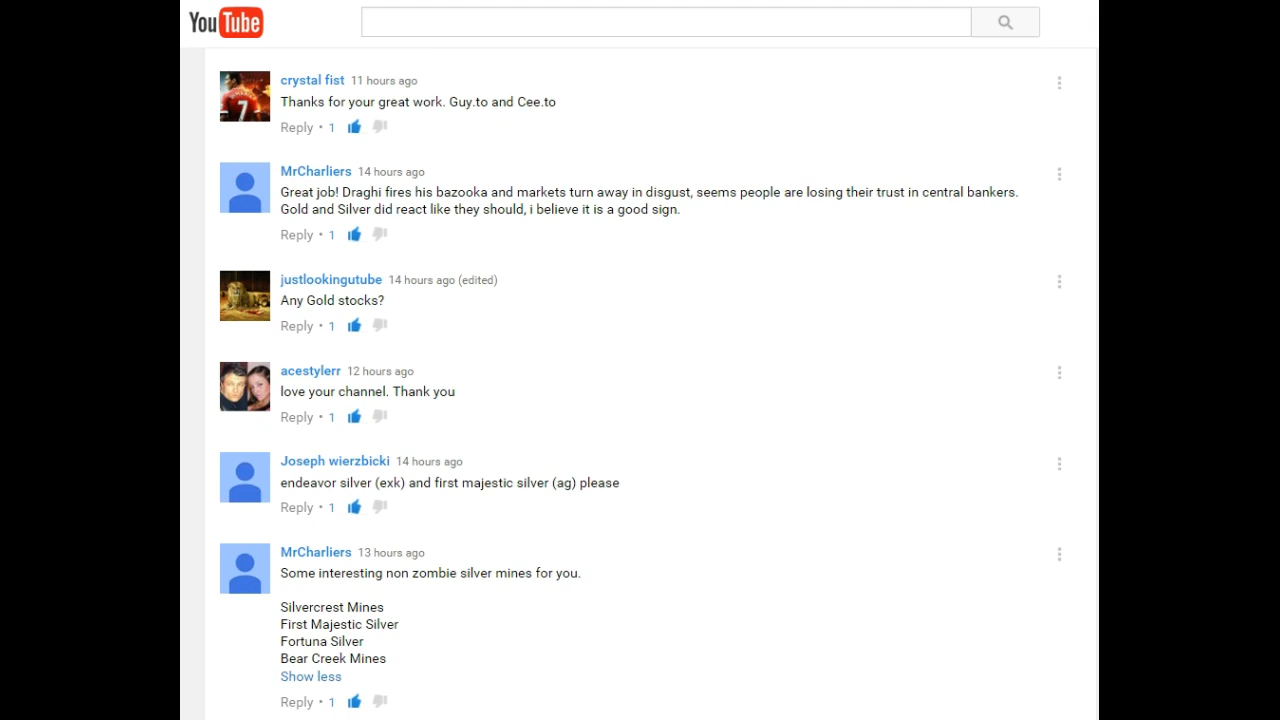 YouTube
crystal fist 11 hours ago
Thanks for your great work. Guy.to and Cee.to
Reply • 1
MrCharliers 14 hours ago
Great job! Draghi fires his bazooka and markets turn away in disgust, seems people are losing their trust in central bankers.
Gold and Silver did react like they should, i believe it is a good sign.
Reply • 1
justlookingutube 14 hours ago (edited)
Any Gold stocks?
Reply • 1
acestylerr 12 hours ago
love your channel. Thank you
Reply • 1
Joseph wierzbicki 14 hours ago
endeavor silver (exk) and first majestic silver (ag) please
Reply • 1
MrCharliers 13 hours ago
Some interesting non zombie silver mines for you.
Silvercrest Mines
First Majestic Silver
Fortuna Silver
Bear Creek Mines
Show less
Reply • 1